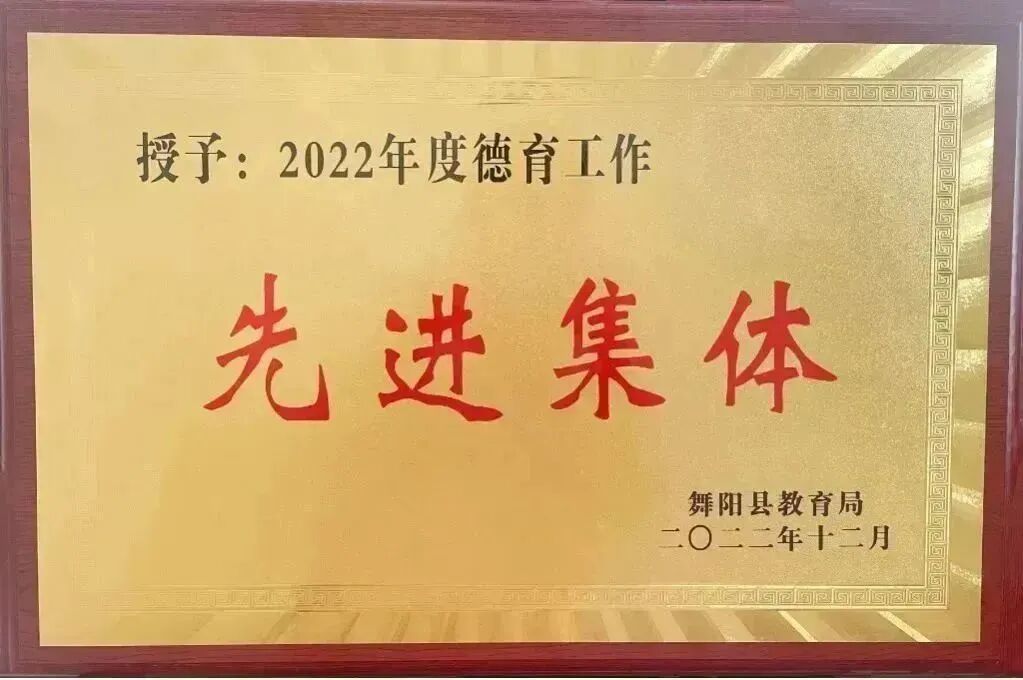 授予：2022年度德育工作
先进集体
舞阳县教育局
二〇二二年十二月